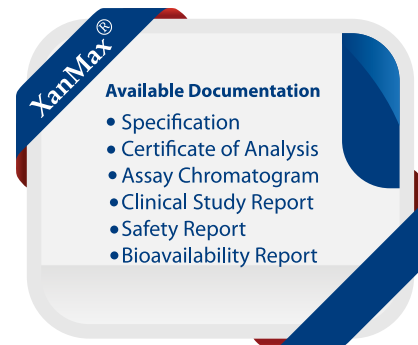 XanMax®
Available Documentation
• Specification
• Certificate of Analysis
• Assay Chromatogram
• Clinical Study Report
• Safety Report
• Bioavailability Report